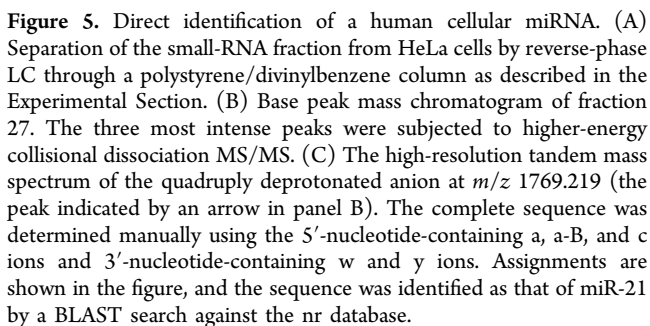 Figure 5. Direct identification of a human cellular miRNA. (A)
Separation of the small-RNA fraction from HeLa cells by reverse-phase
LC through a polystyrene/divinylbenzene column as described in the
Experimental Section. (B) Base peak mass chromatogram of fraction
27. The three most intense peaks were subjected to higher-energy
collisional dissociation MS/MS. (C) The high-resolution tandem mass
spectrum of the quadruply deprotonated anion at m/z 1769.219 (the
peak indicated by an arrow in panel B). The complete sequence was
determined manually using the 5′-nucleotide-containing a, a-B, and c
ions and 3′-nucleotide-containing w and y ions. Assignments are
shown in the figure, and the sequence was identified as that of miR-21
by a BLAST search against the nr database.